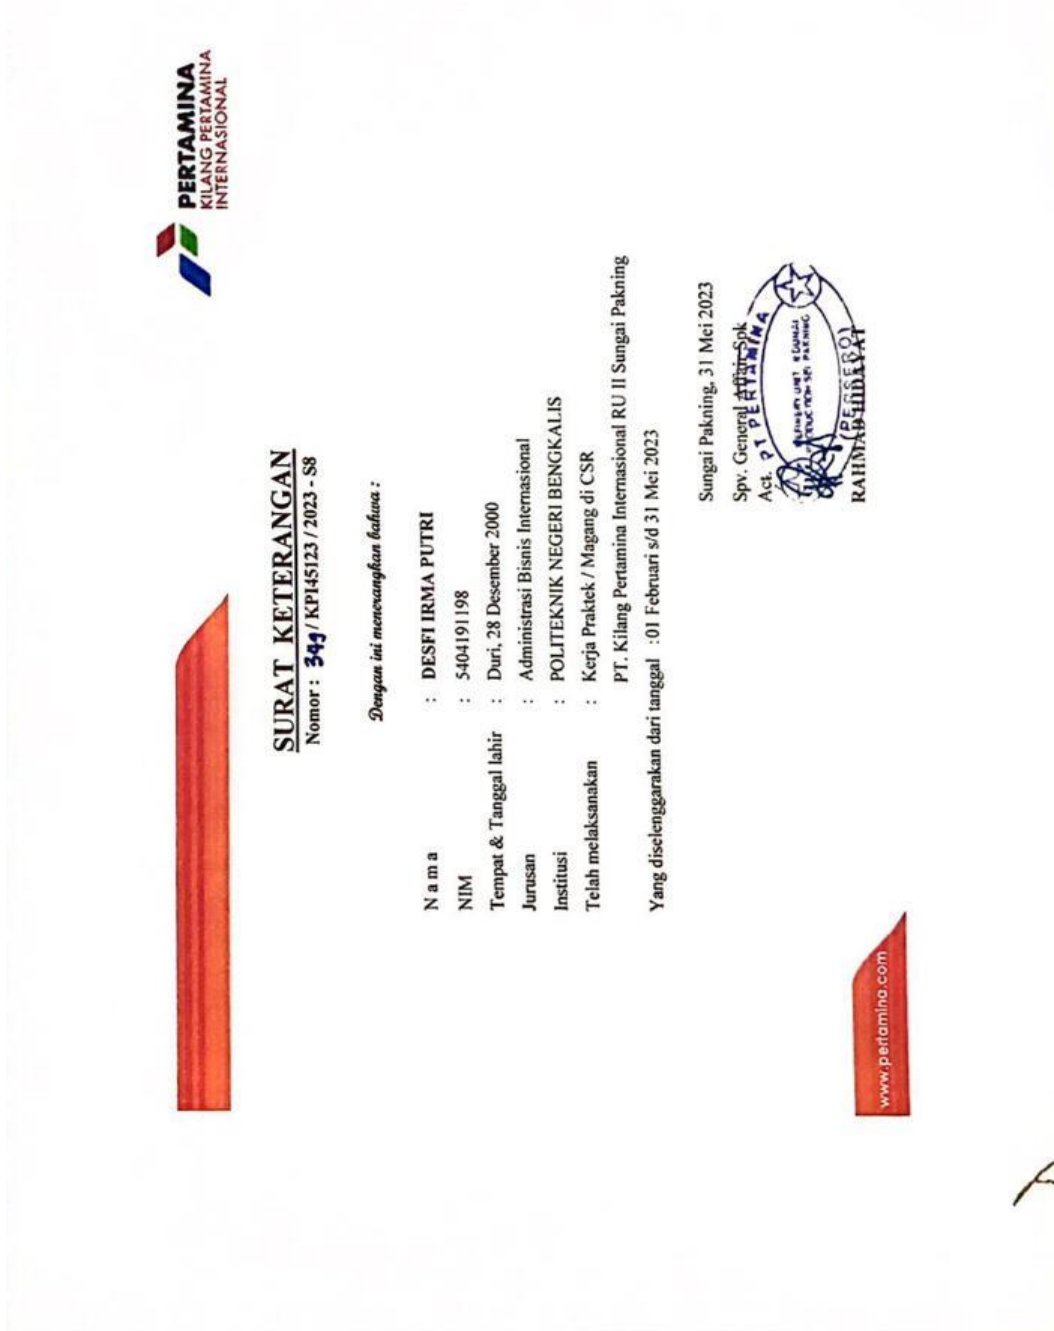 PERTAMINA
KILANG PERTAMINA
INTERNASIONAL
SURAT KETERANGAN
Nomor : 349 / KPI45123 / 2023 - S8
Dengan ini menerangkan bahwa :
N a m a : DESFI IRMA PUTRI
NIM : 5404191198
Tempat & Tanggal lahir : Duri, 28 Desember 2000
Jurusan : Administrasi Bisnis Internasional
Institusi : POLITEKNIK NEGERI BENGKALIS
Telah melaksanakan : Kerja Praktek / Magang di CSR
PT. Kilang Pertamina Internasional RU II Sungai Pakning
Yang diselenggarakan dari tanggal :01 Februari s/d 31 Mei 2023
Sungai Pakning, 31 Mei 2023
Spv. General Affair Spk
Act.
PT PERTAMINA
(PERSERO)
RAHMAD HIDAYAT
www.pertamina.com